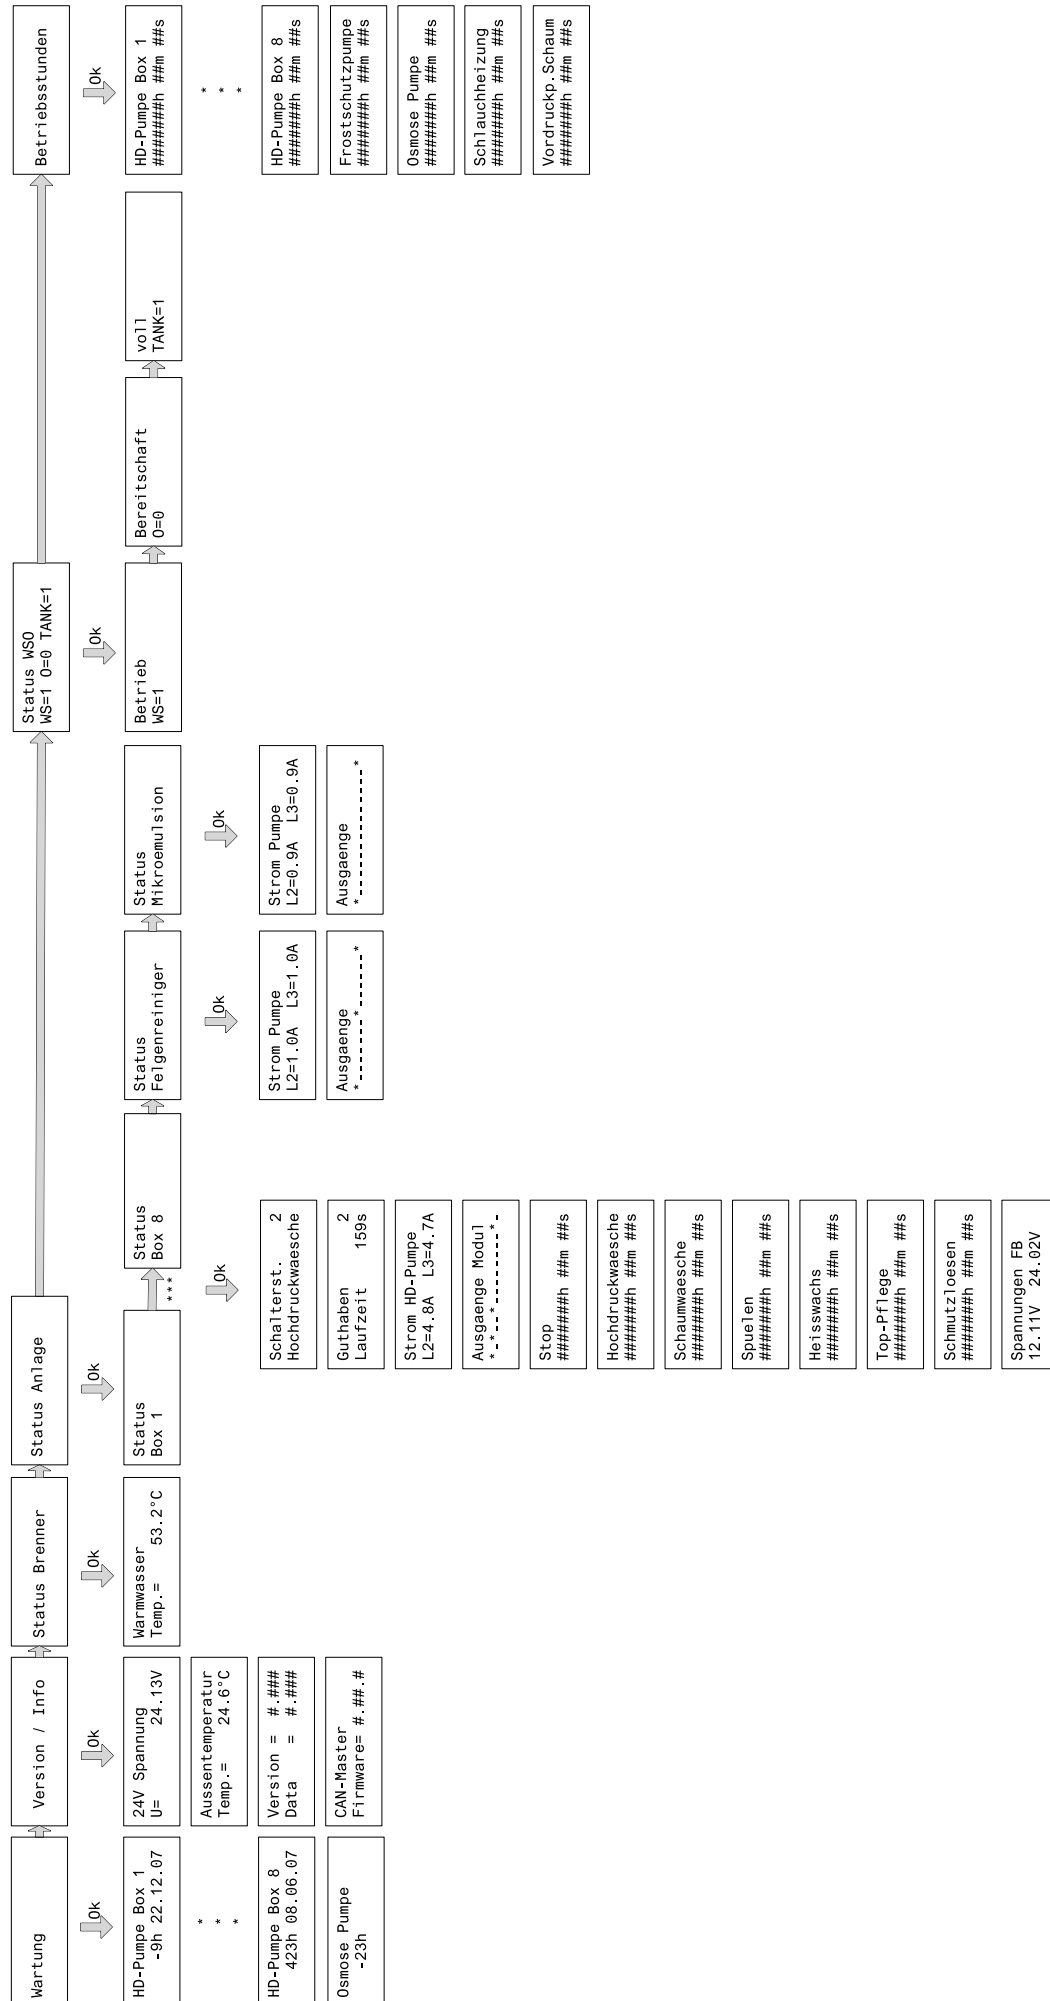 Wartung
Ok
HD-Pumpe Box 1
-9h 22.12.07
*
*
*
HD-Pumpe Box 8
423h 08.06.07
Osmose Pumpe
-23h
Version / Info
Ok
24V Spannung
U= 24.13V
Aussentemperatur
Temp.= 24.6°C
Version = #.###
Data = #.###
CAN-Master
Firmware= #.##.#
Status Brenner
Ok
Warmwasser
Temp.= 53.2°C
Status Anlage
Ok
Status
Box 1
***
Status
Box 8
Ok
Schalterst. 2
Hochdruckwaesche
Guthaben 2
Laufzeit 159s
Strom HD-Pumpe
L2=4.8A L3=4.7A
Ausgaenge Modul
*-*--*---------*-
Stop
#######h ##m ##s
Hochdruckwaesche
#######h ##m ##s
Schaumwaesche
#######h ##m ##s
Spuelen
#######h ##m ##s
Heisswachs
#######h ##m ##s
Top-Pflege
#######h ##m ##s
Schmutzloesen
#######h ##m ##s
Spannungen FB
12.11V 24.02V
Status
Felgenreiniger
Ok
Strom Pumpe
L2=1.0A L3=1.0A
Ausgaenge
*-------*-------*
Status
Mikroemulsion
Ok
Strom Pumpe
L2=0.9A L3=0.9A
Ausgaenge
*---------------*
Status WSO
WS=1 O=0 TANK=1
Ok
Betrieb
WS=1
Bereitschaft
O=0
voll
TANK=1
Betriebsstunden
Ok
HD-Pumpe Box 1
########h ##m ##s
*
*
*
HD-Pumpe Box 8
#######h ##m ##s
Frostschutzpumpe
#######h ##m ##s
Osmose Pumpe
#######h ##m ##s
Schlauchheizung
#######h ##m ##s
Vordruckp.Schaum
#######h ##m ##s